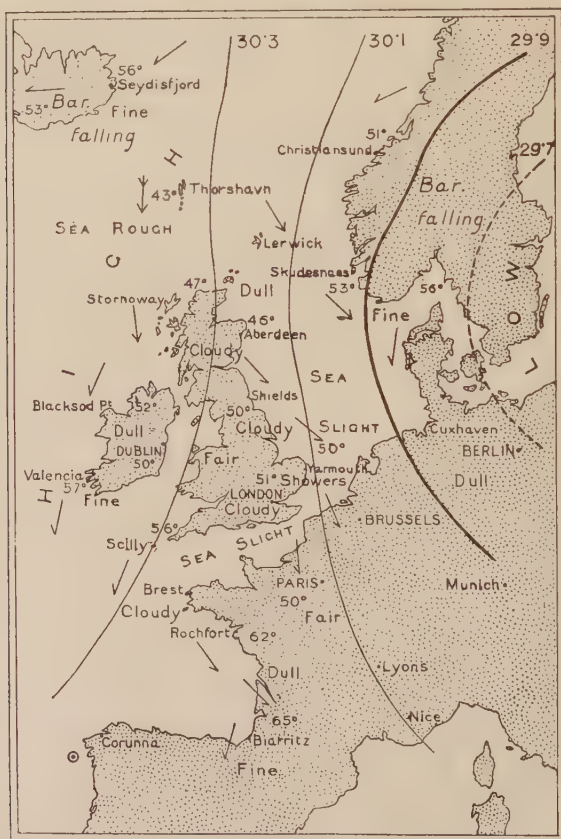 30·3 30·1 29·9
56°
Seydisfjord
53° Bar. Fine
falling
51°
Christiansund
29·7
H
Thorshavn
43°
Bar.
falling
SEA ROUGH
Lerwick
Skudesnaes
Dull
53°
Fine
56°
W
O
L
G
47°
Stornoway
46°
Aberdeen
Cloudy
SEA
I
Shields
Blacksod Pt.
52°
50°
Cloudy
SLIGHT
50°
Cuxhaven
Dull
DUBLIN
50°
Fair
BERLIN
Valencia
57°
H
Fine
51°
Yarmouth
Showers
Dull
LONDON
Cloudy
56°
BRUSSELS
Scilly
SEA SLIGHT
Brest
PARIS
50°
Munich
Cloudy
Fair
Rochfort
62°
Dull
Lyons
65°
Nice
Corunna
Biarritz
Fine